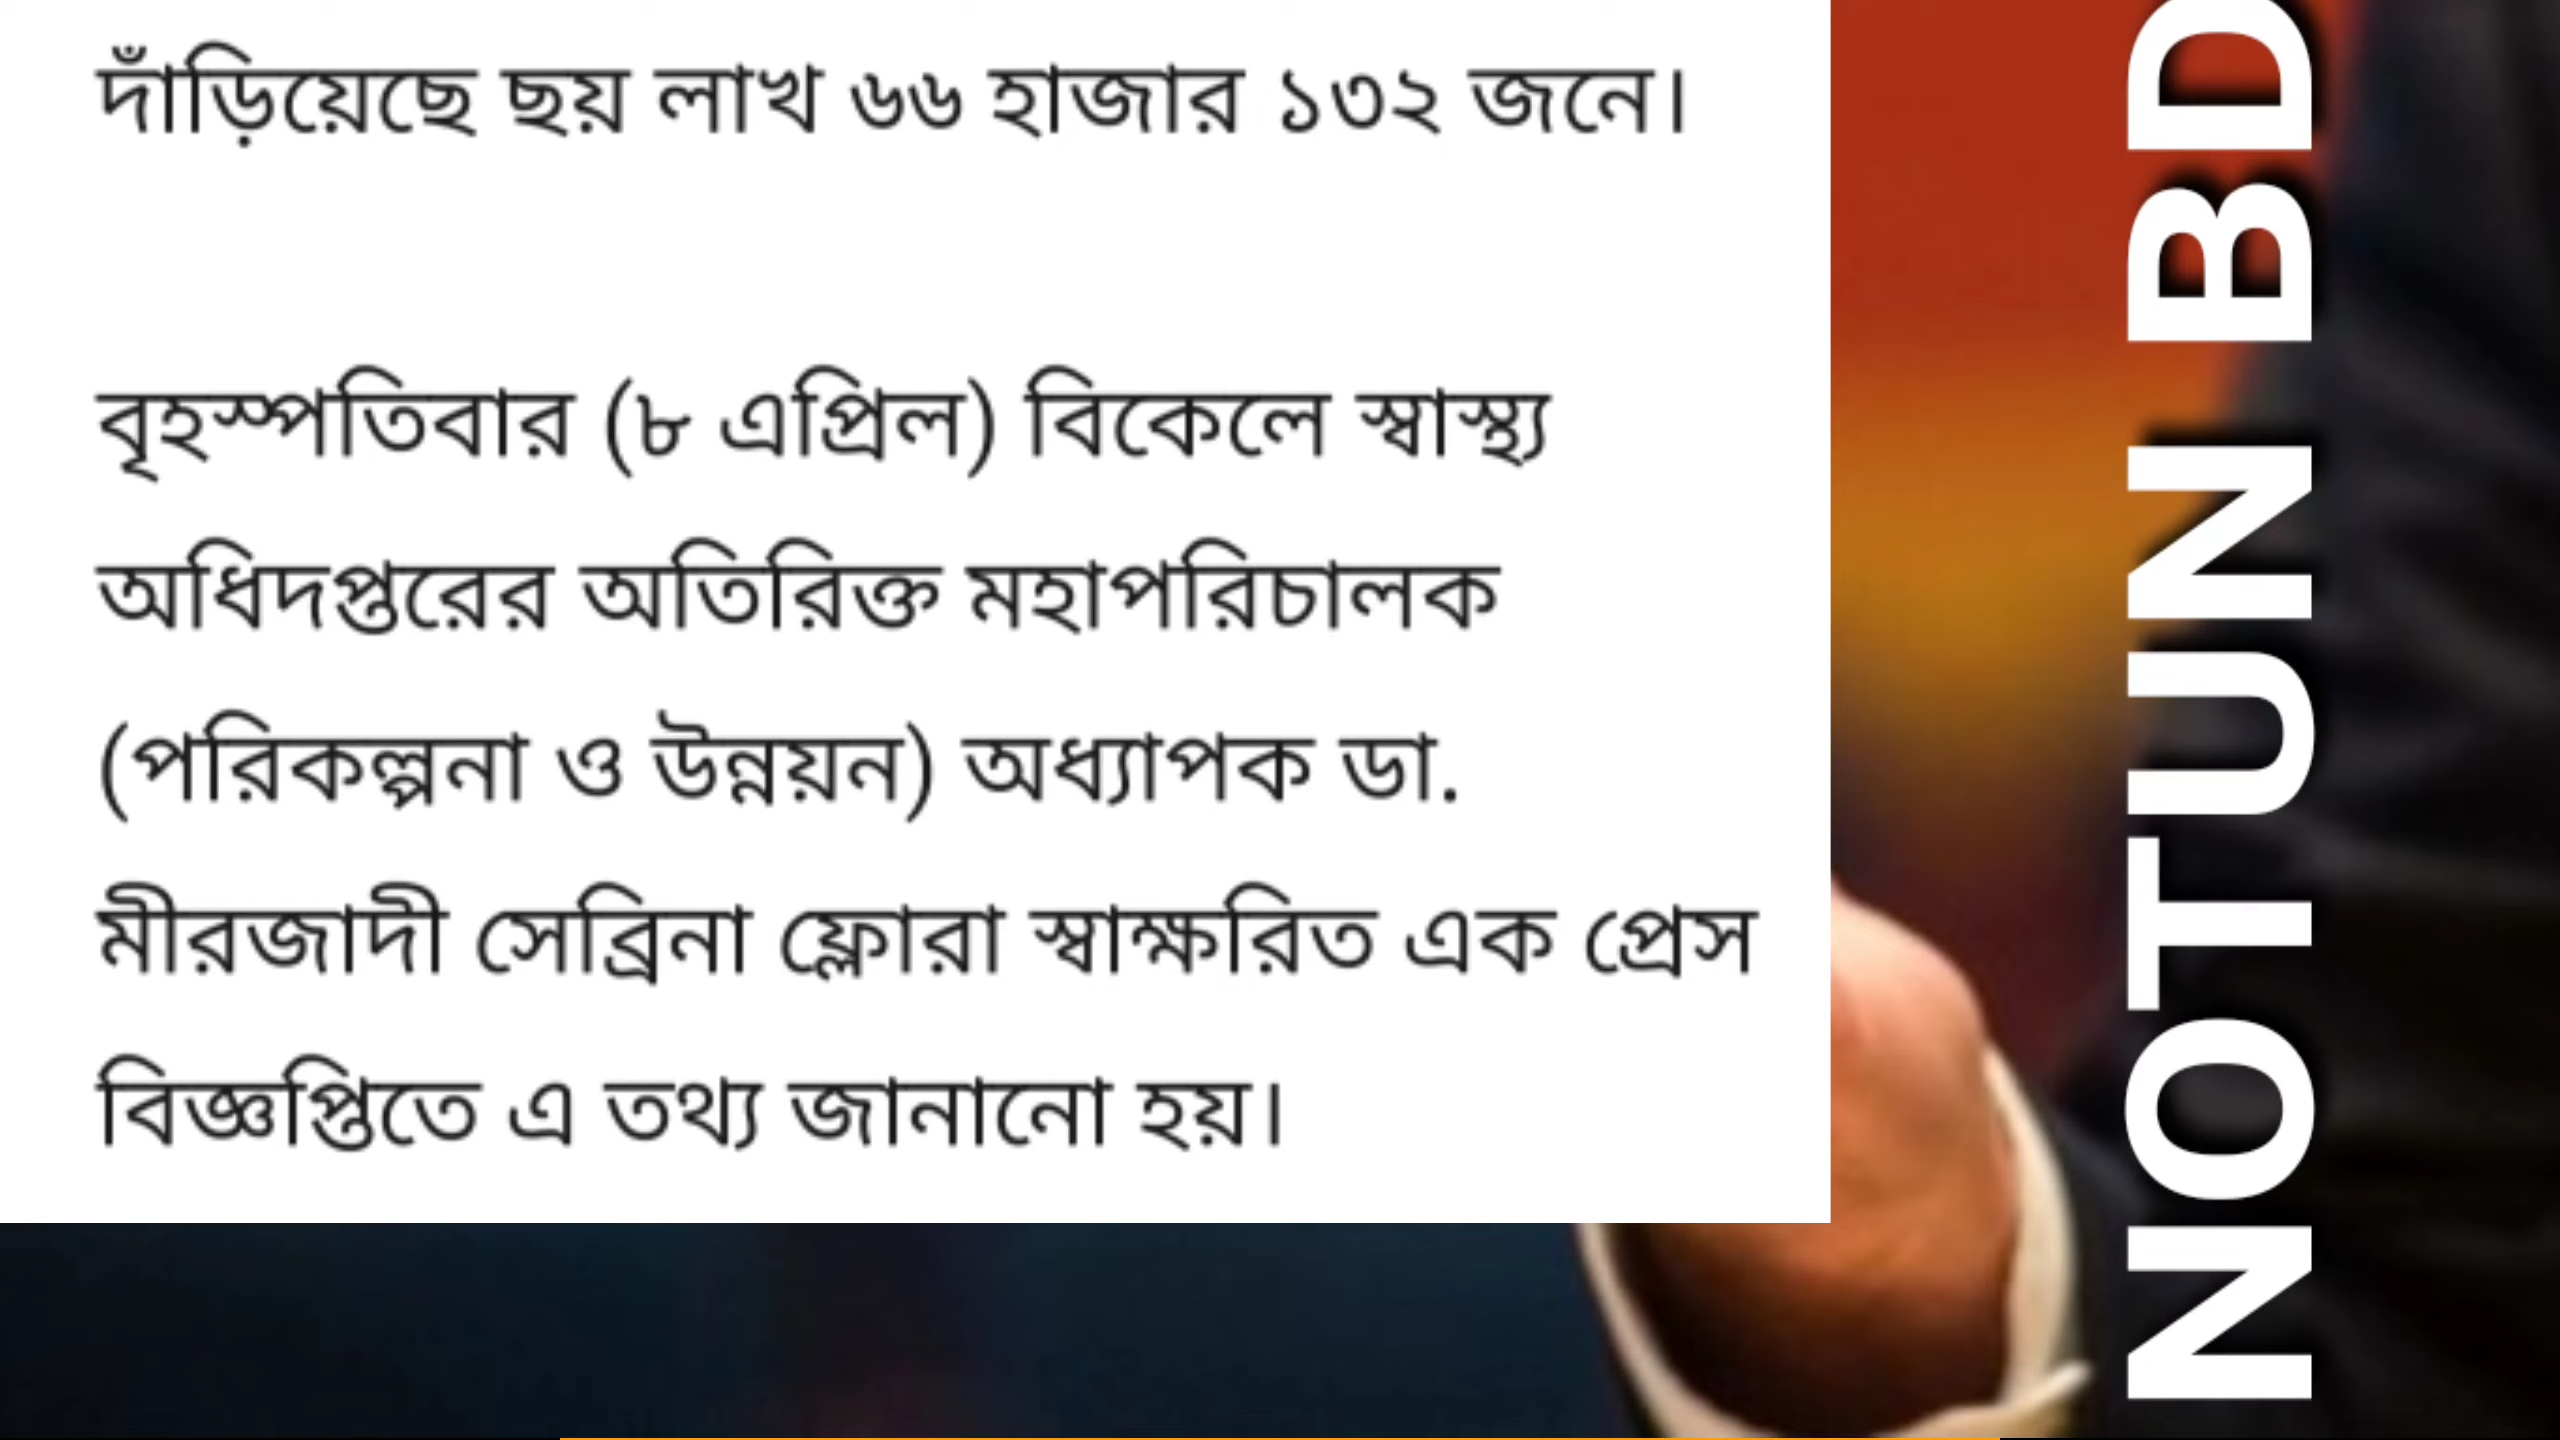 দাঁড়িয়েছে ছয় লাখ ৬৬ হাজার ১৩২ জনে।
বৃহস্পতিবার (৮ এপ্রিল) বিকেলে স্বাস্থ্য
অধিদপ্তরের অতিরিক্ত মহাপরিচালক
(পরিকল্পনা ও উন্নয়ন) অধ্যাপক ডা.
মীরজাদী সেব্রিনা ফ্লোরা স্বাক্ষরিত এক প্রেস
বিজ্ঞপ্তিতে এ তথ্য জানানো হয়।
NOTUN BD